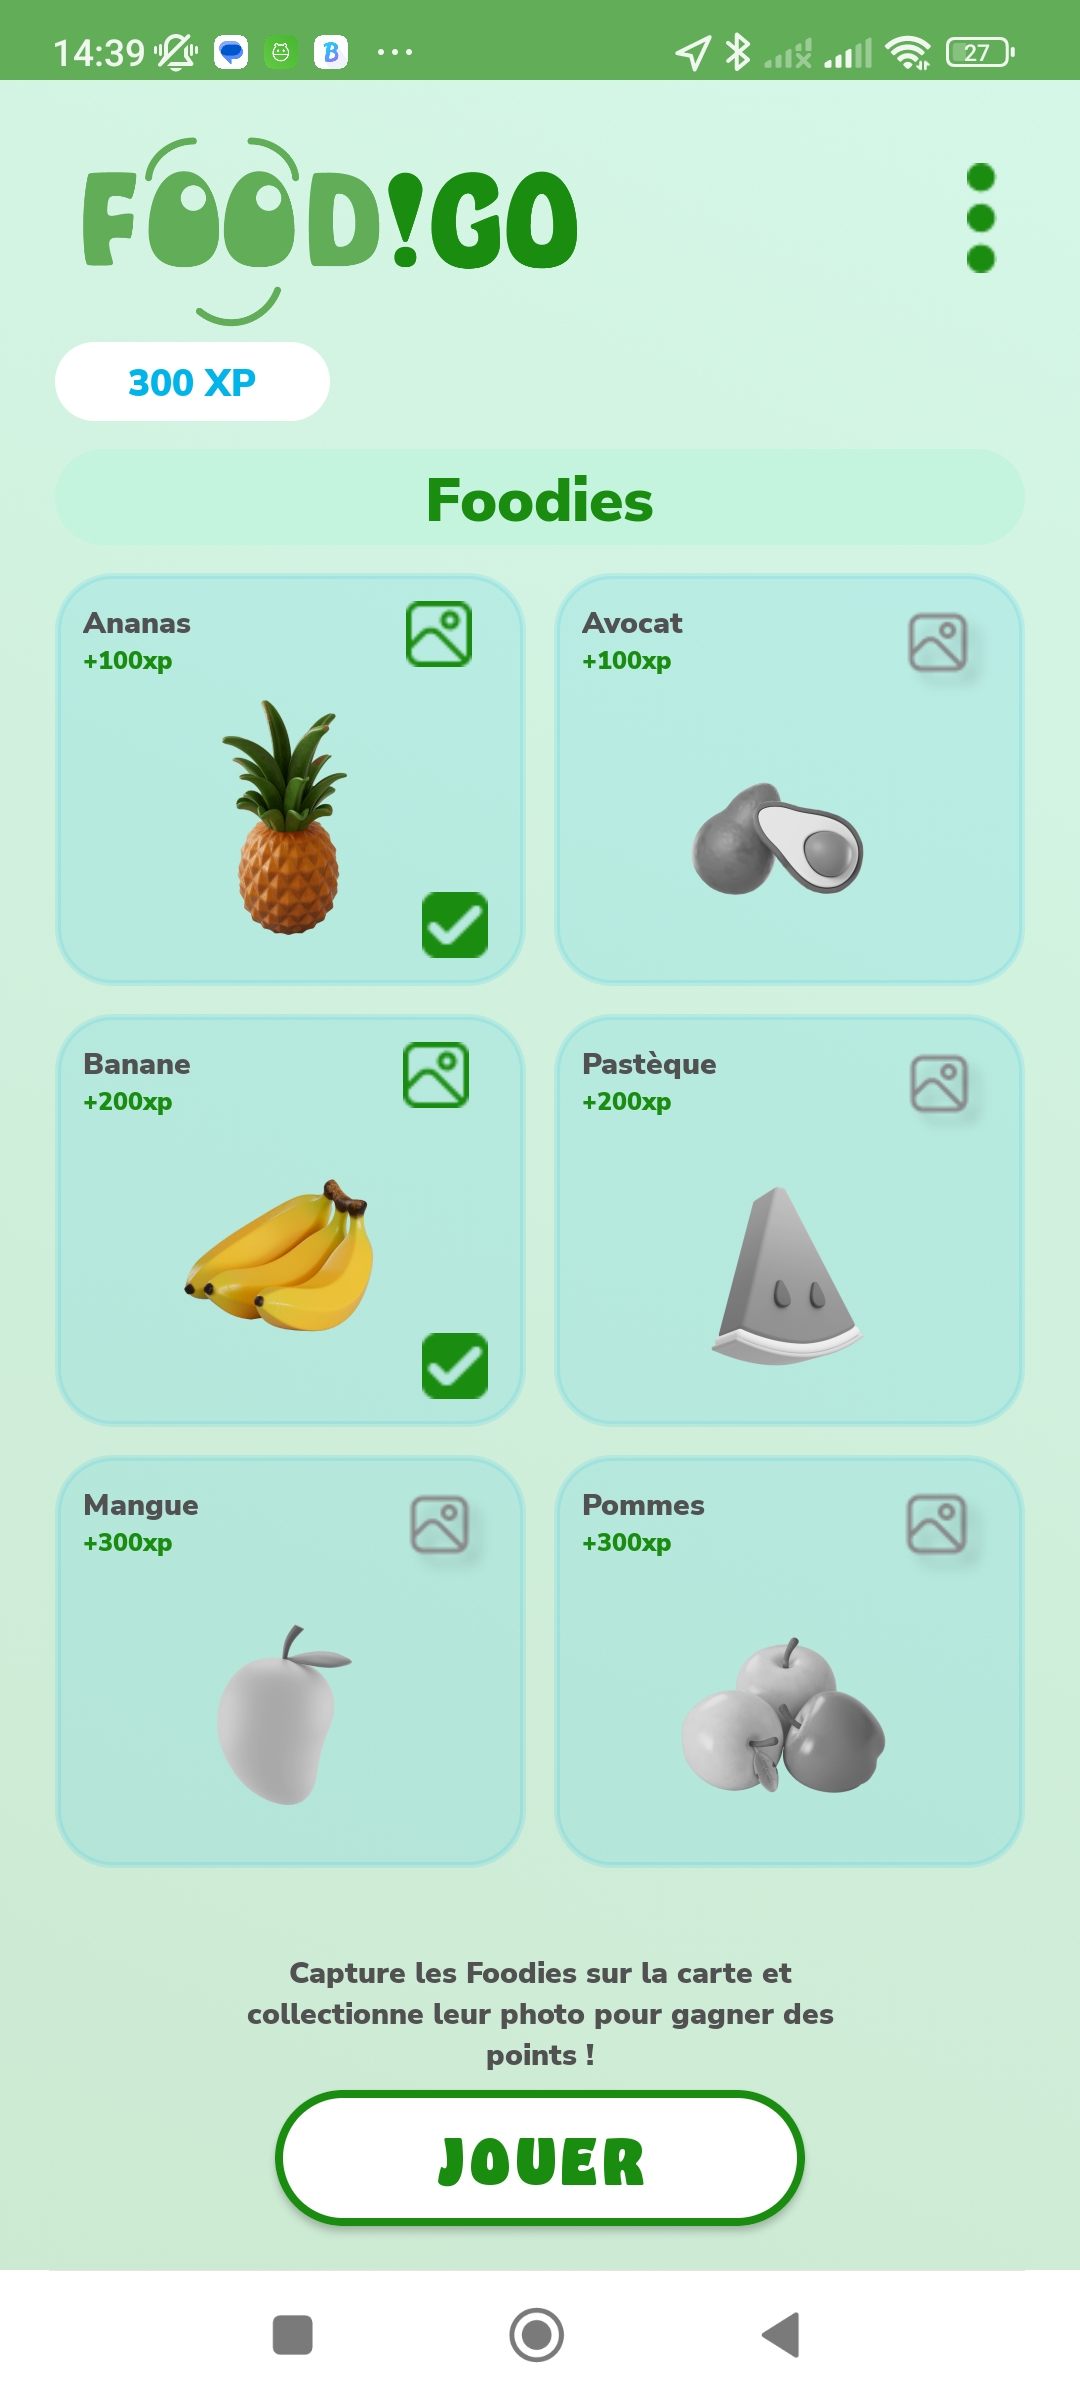 14:39
27
FOOD!GO
300 XP
Foodies
Ananas
+100xp
Avocat
+100xp
Banane
+200xp
Pastèque
+200xp
Mangue
+300xp
Pommes
+300xp
Capture les Foodies sur la carte et
collectionne leur photo pour gagner des
points !
JOUER